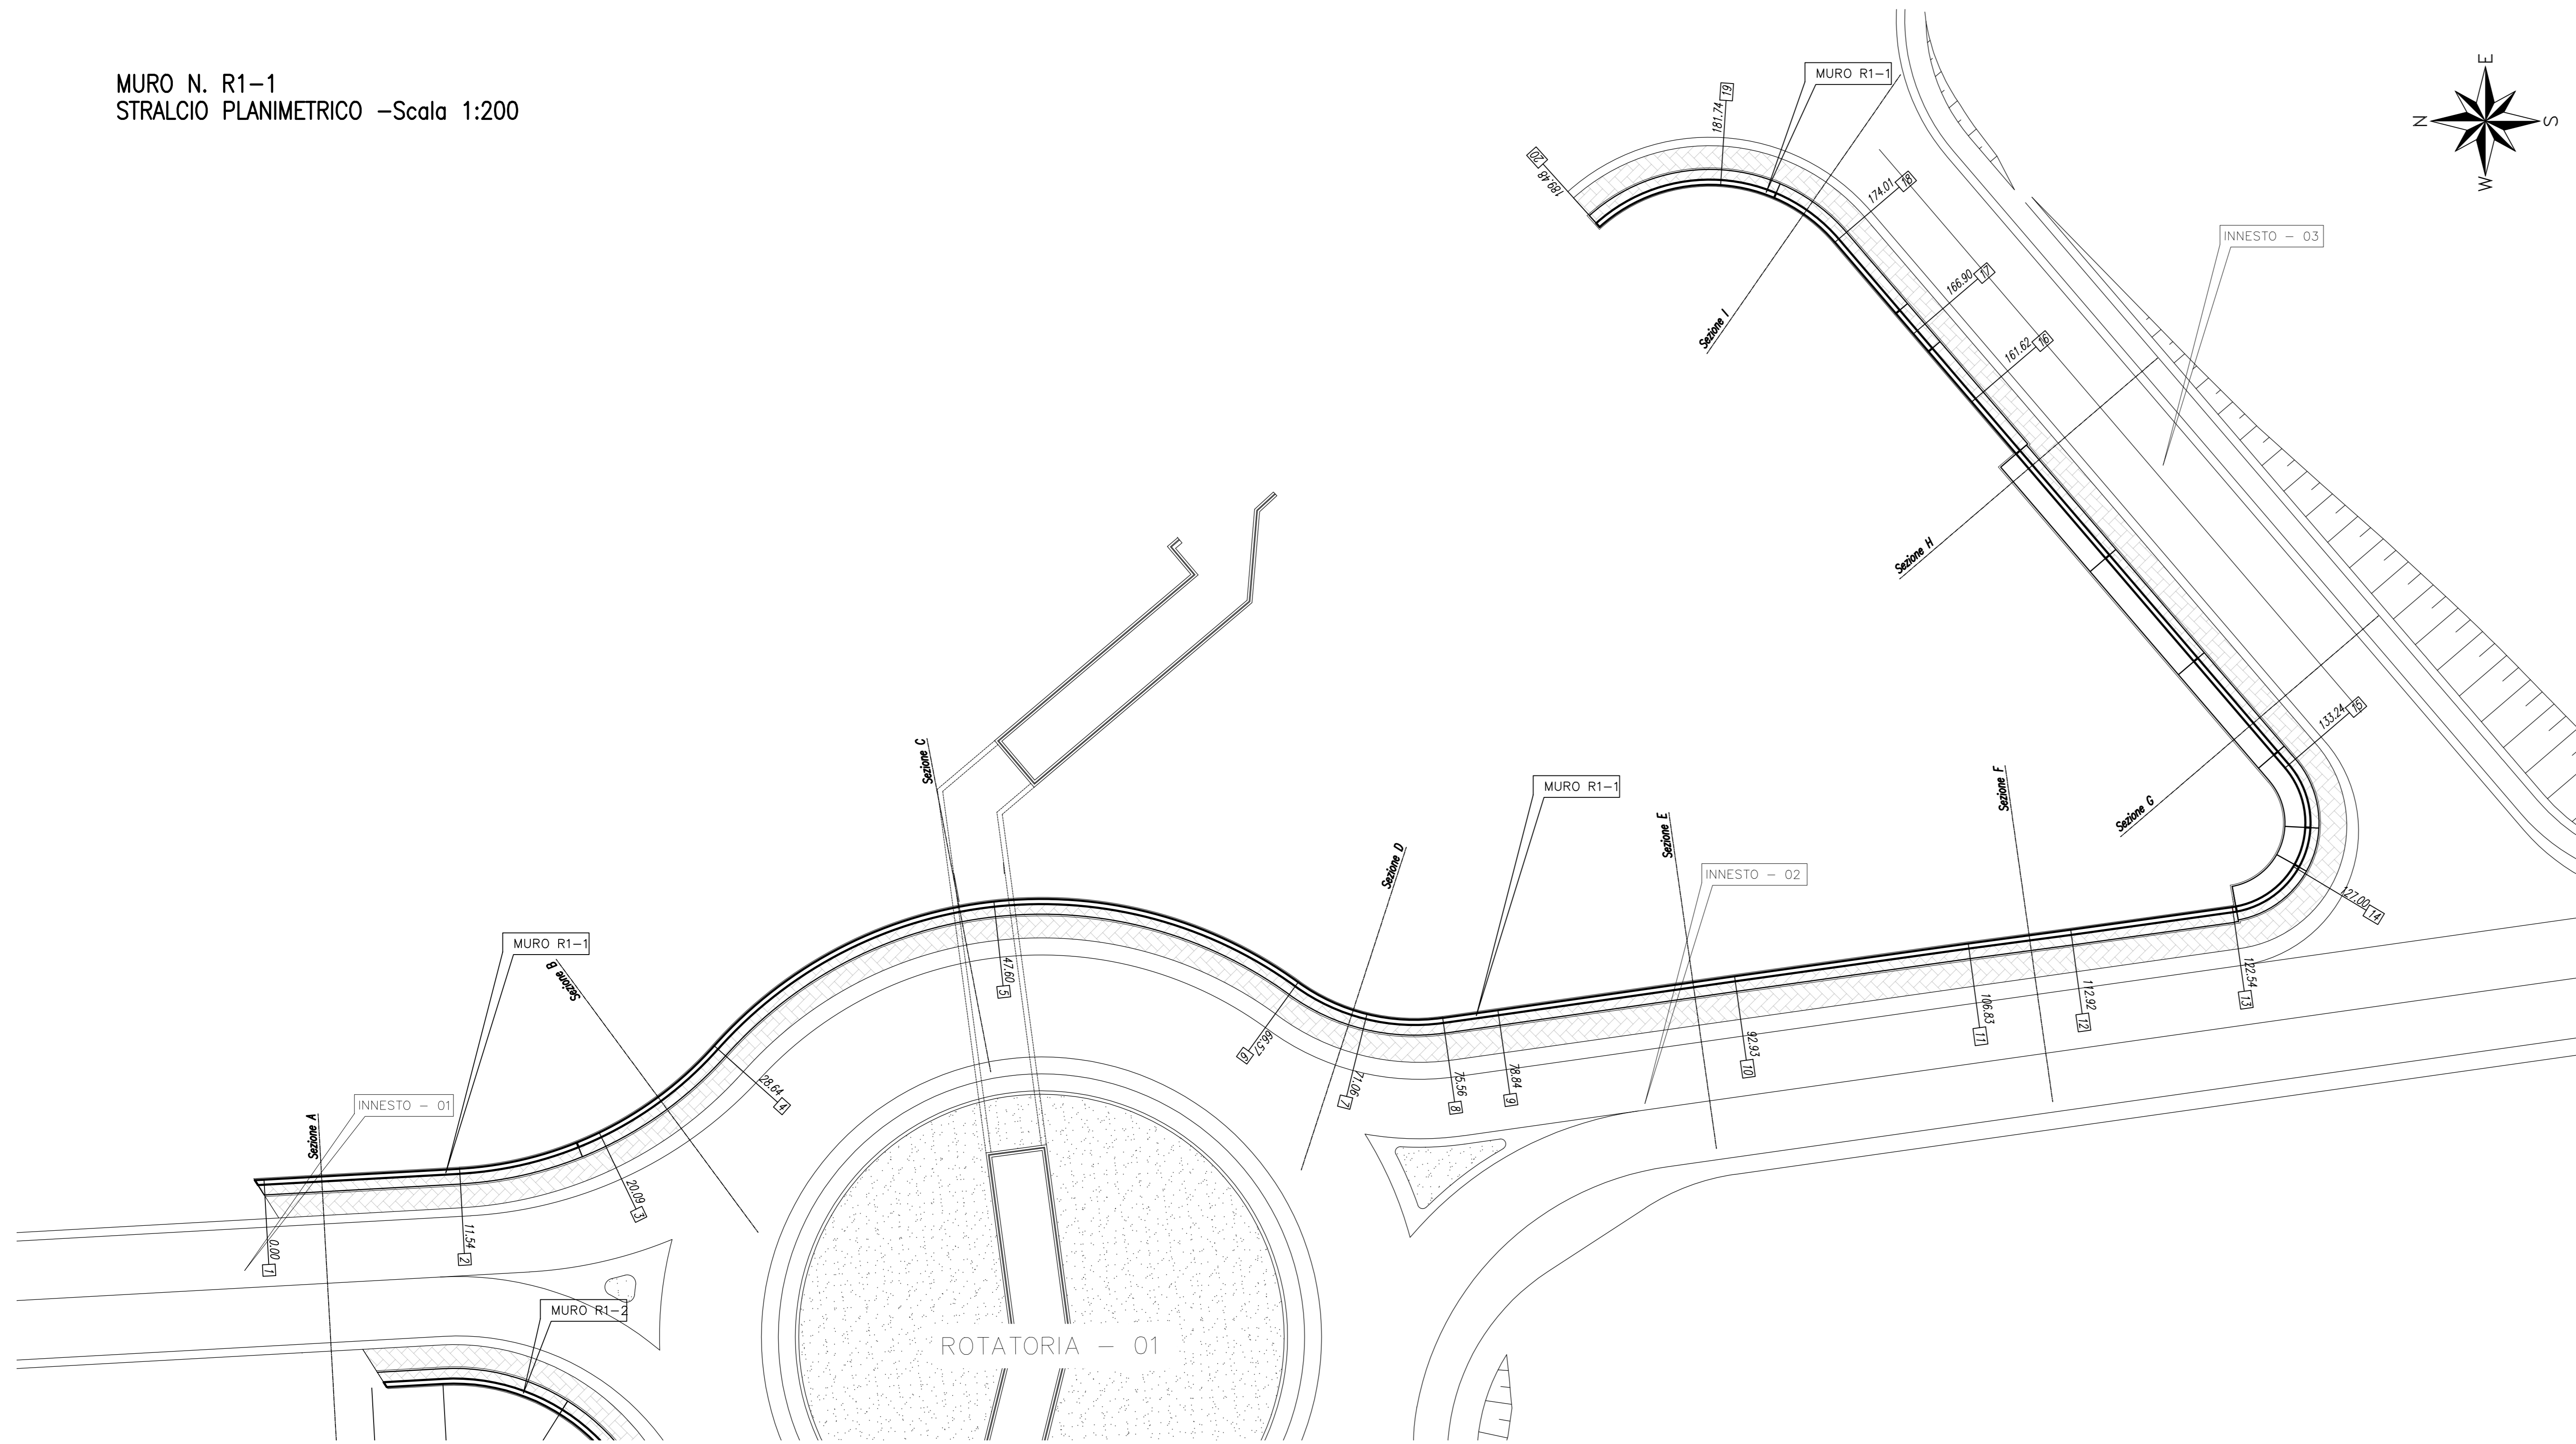 MURO N. R1-1
STRALCIO PLANIMETRICO -Scala 1:200
E
N
S
W
MURO R1-1
19
181.74
20
189.48
174.01
18
INNESTO - 03
166.90
17
161.62
16
Sezione I
Sezione H
133.24
15
Sezione G
Sezione C
Sezione F
MURO R1-1
Sezione E
Sezione D
INNESTO - 02
127.00
14
MURO R1-1
Sezione B
47.60
5
122.54
13
112.92
12
106.83
11
66.57
6
92.93
10
71.06
7
75.56
8
78.84
9
28.64
4
INNESTO - 01
Sezione A
20.09
3
11.54
2
0.00
1
MURO R1-2
ROTATORIA - 01